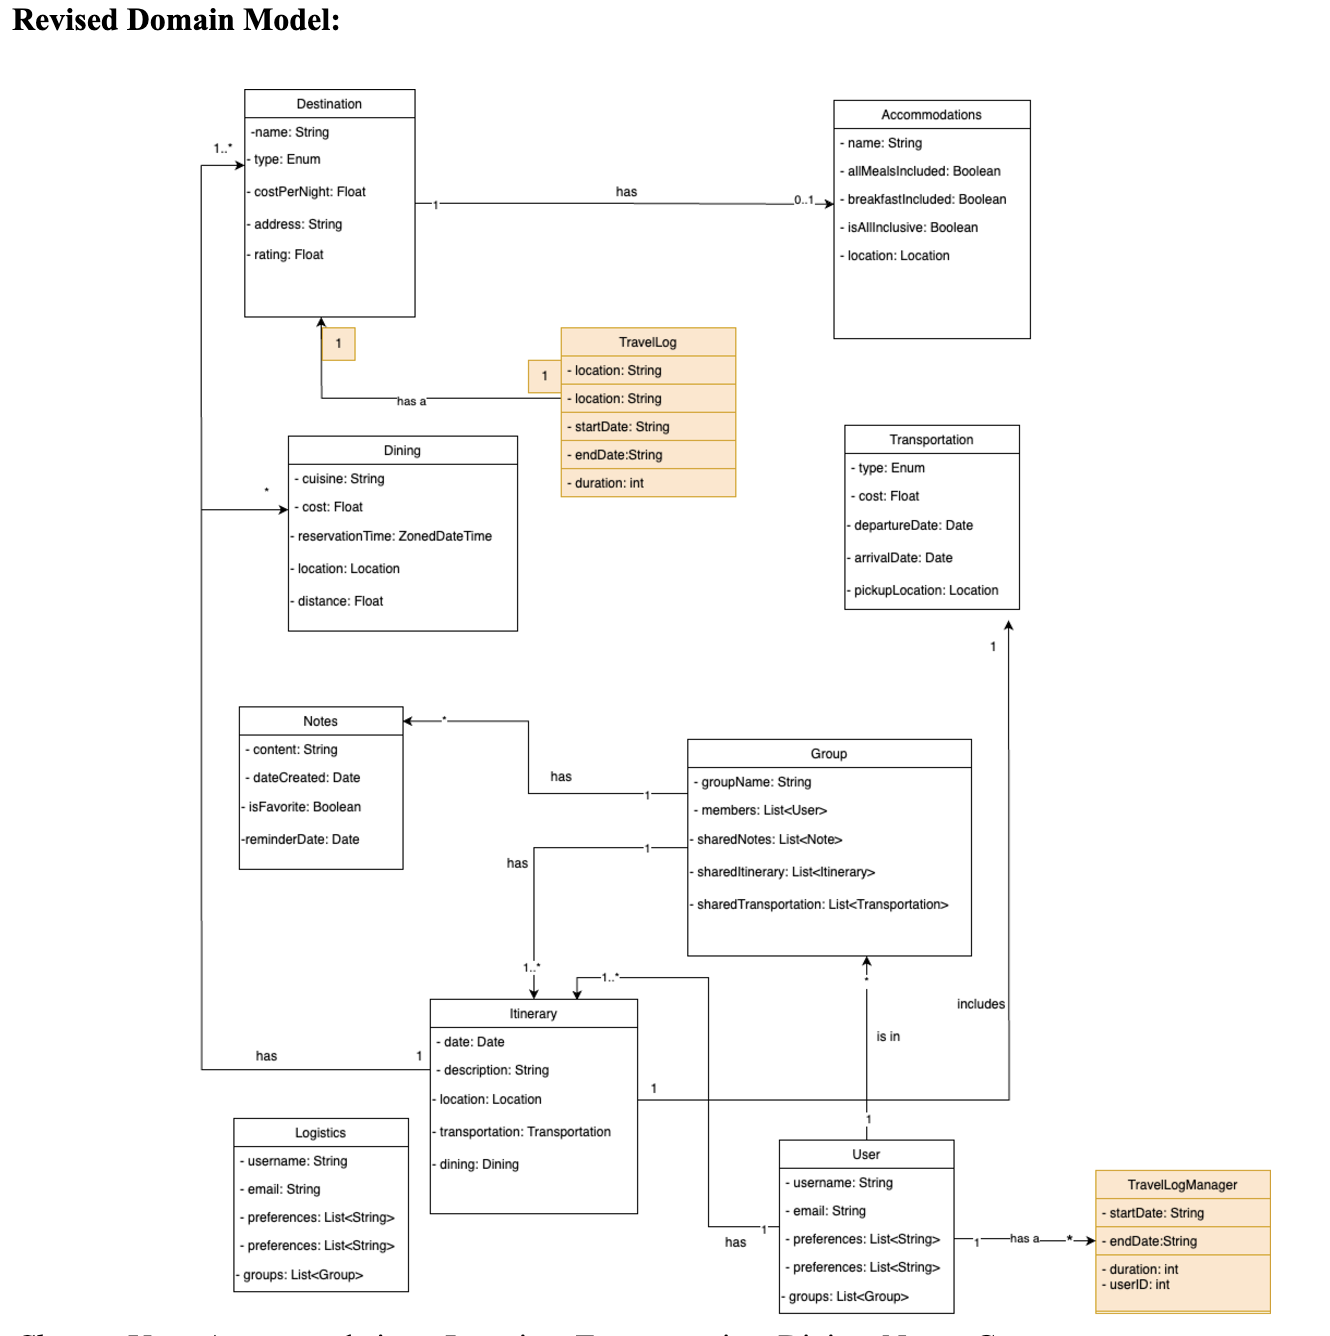 Revised Domain Model:
Destination
-name: String
- type: Enum
- costPerNight: Float
- address: String
- rating: Float
1..*
1
has
0..1
Accommodations
- name: String
- allMealsIncluded: Boolean
- breakfastIncluded: Boolean
- isAllInclusive: Boolean
- location: Location
1
has a
1
TravelLog
- location: String
- location: String
- startDate: String
- endDate:String
- duration: int
Dining
- cuisine: String
- cost: Float
- reservationTime: ZonedDateTime
- location: Location
- distance: Float
*
Transportation
- type: Enum
- cost: Float
- departureDate: Date
- arrivalDate: Date
- pickupLocation: Location
1
Notes
- content: String
- dateCreated: Date
- isFavorite: Boolean
-reminderDate: Date
*
has
1
Group
- groupName: String
- members: List<User>
- sharedNotes: List<Note>
- sharedItinerary: List<Itinerary>
- sharedTransportation: List<Transportation>
1
has
1..*
1..*
*
is in
1
includes
Itinerary
- date: Date
- description: String
- location: Location
- transportation: Transportation
- dining: Dining
has
1
1
Logistics
- username: String
- email: String
- preferences: List<String>
- preferences: List<String>
- groups: List<Group>
User
- username: String
- email: String
- preferences: List<String>
- preferences: List<String>
- groups: List<Group>
1
has
1
has a
*
TravelLogManager
- startDate: String
- endDate:String
- duration: int
- userID: int